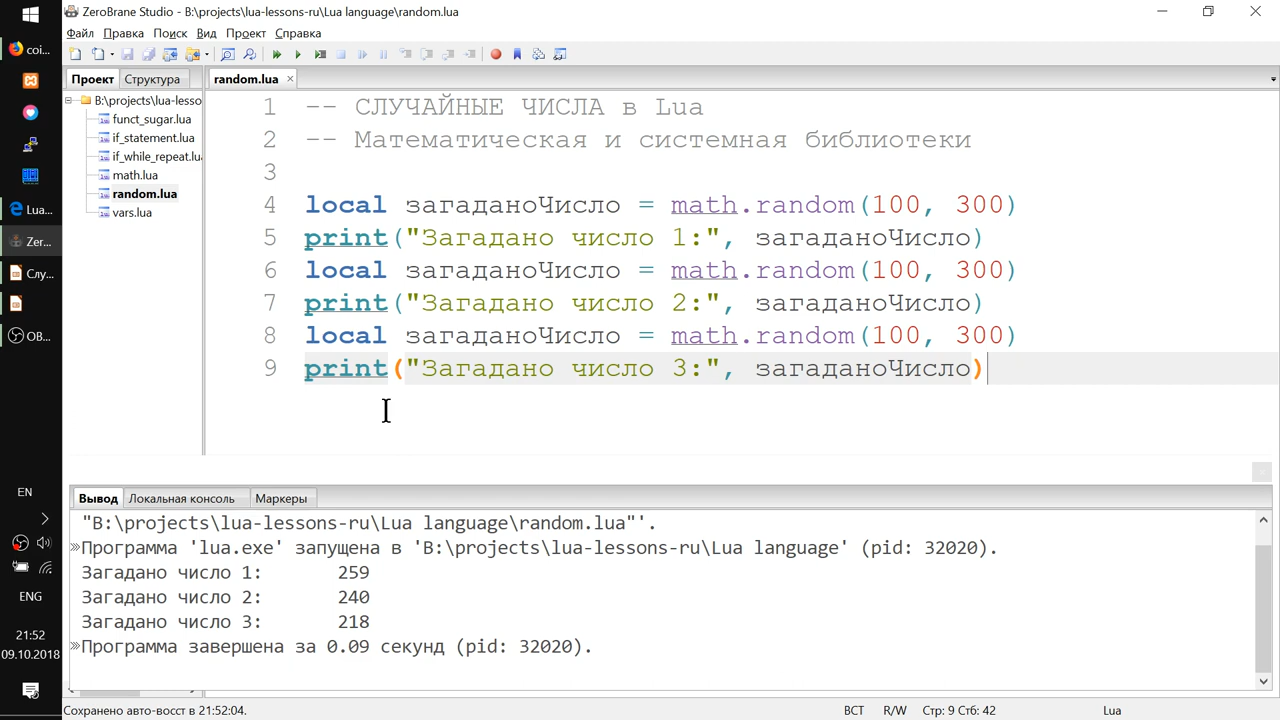 ZeroBrane Studio - B:\projects\lua-lessons-ru\Lua language\random.lua
Файл Правка Поиск Вид Проект Справка
Проект Структура
random.lua
B:\projects\lua-lesso
funct_sugar.lua
if_statement.lua
if_while_repeat.lu
math.lua
random.lua
vars.lua
1 -- СЛУЧАЙНЫЕ ЧИСЛА в Lua
2 -- Математическая и системная библиотеки
3
4 local загаданоЧисло = math.random(100, 300)
5 print("Загадано число 1:", загаданоЧисло)
6 local загаданоЧисло = math.random(100, 300)
7 print("Загадано число 2:", загаданоЧисло)
8 local загаданоЧисло = math.random(100, 300)
9 print("Загадано число 3:", загаданоЧисло)
Вывод Локальная консоль Маркеры
"B:\projects\lua-lessons-ru\Lua language\random.lua"'.
Программа 'lua.exe' запущена в 'B:\projects\lua-lessons-ru\Lua language' (pid: 32020).
Загадано число 1: 259
Загадано число 2: 240
Загадано число 3: 218
Программа завершена за 0.09 секунд (pid: 32020).
Сохранено авто-восст в 21:52:04.
ВСТ R/W Стр: 9 Стб: 42 Lua
coi...
Lua...
Zer...
Слу...
OB...
EN
ENG
21:52
09.10.2018